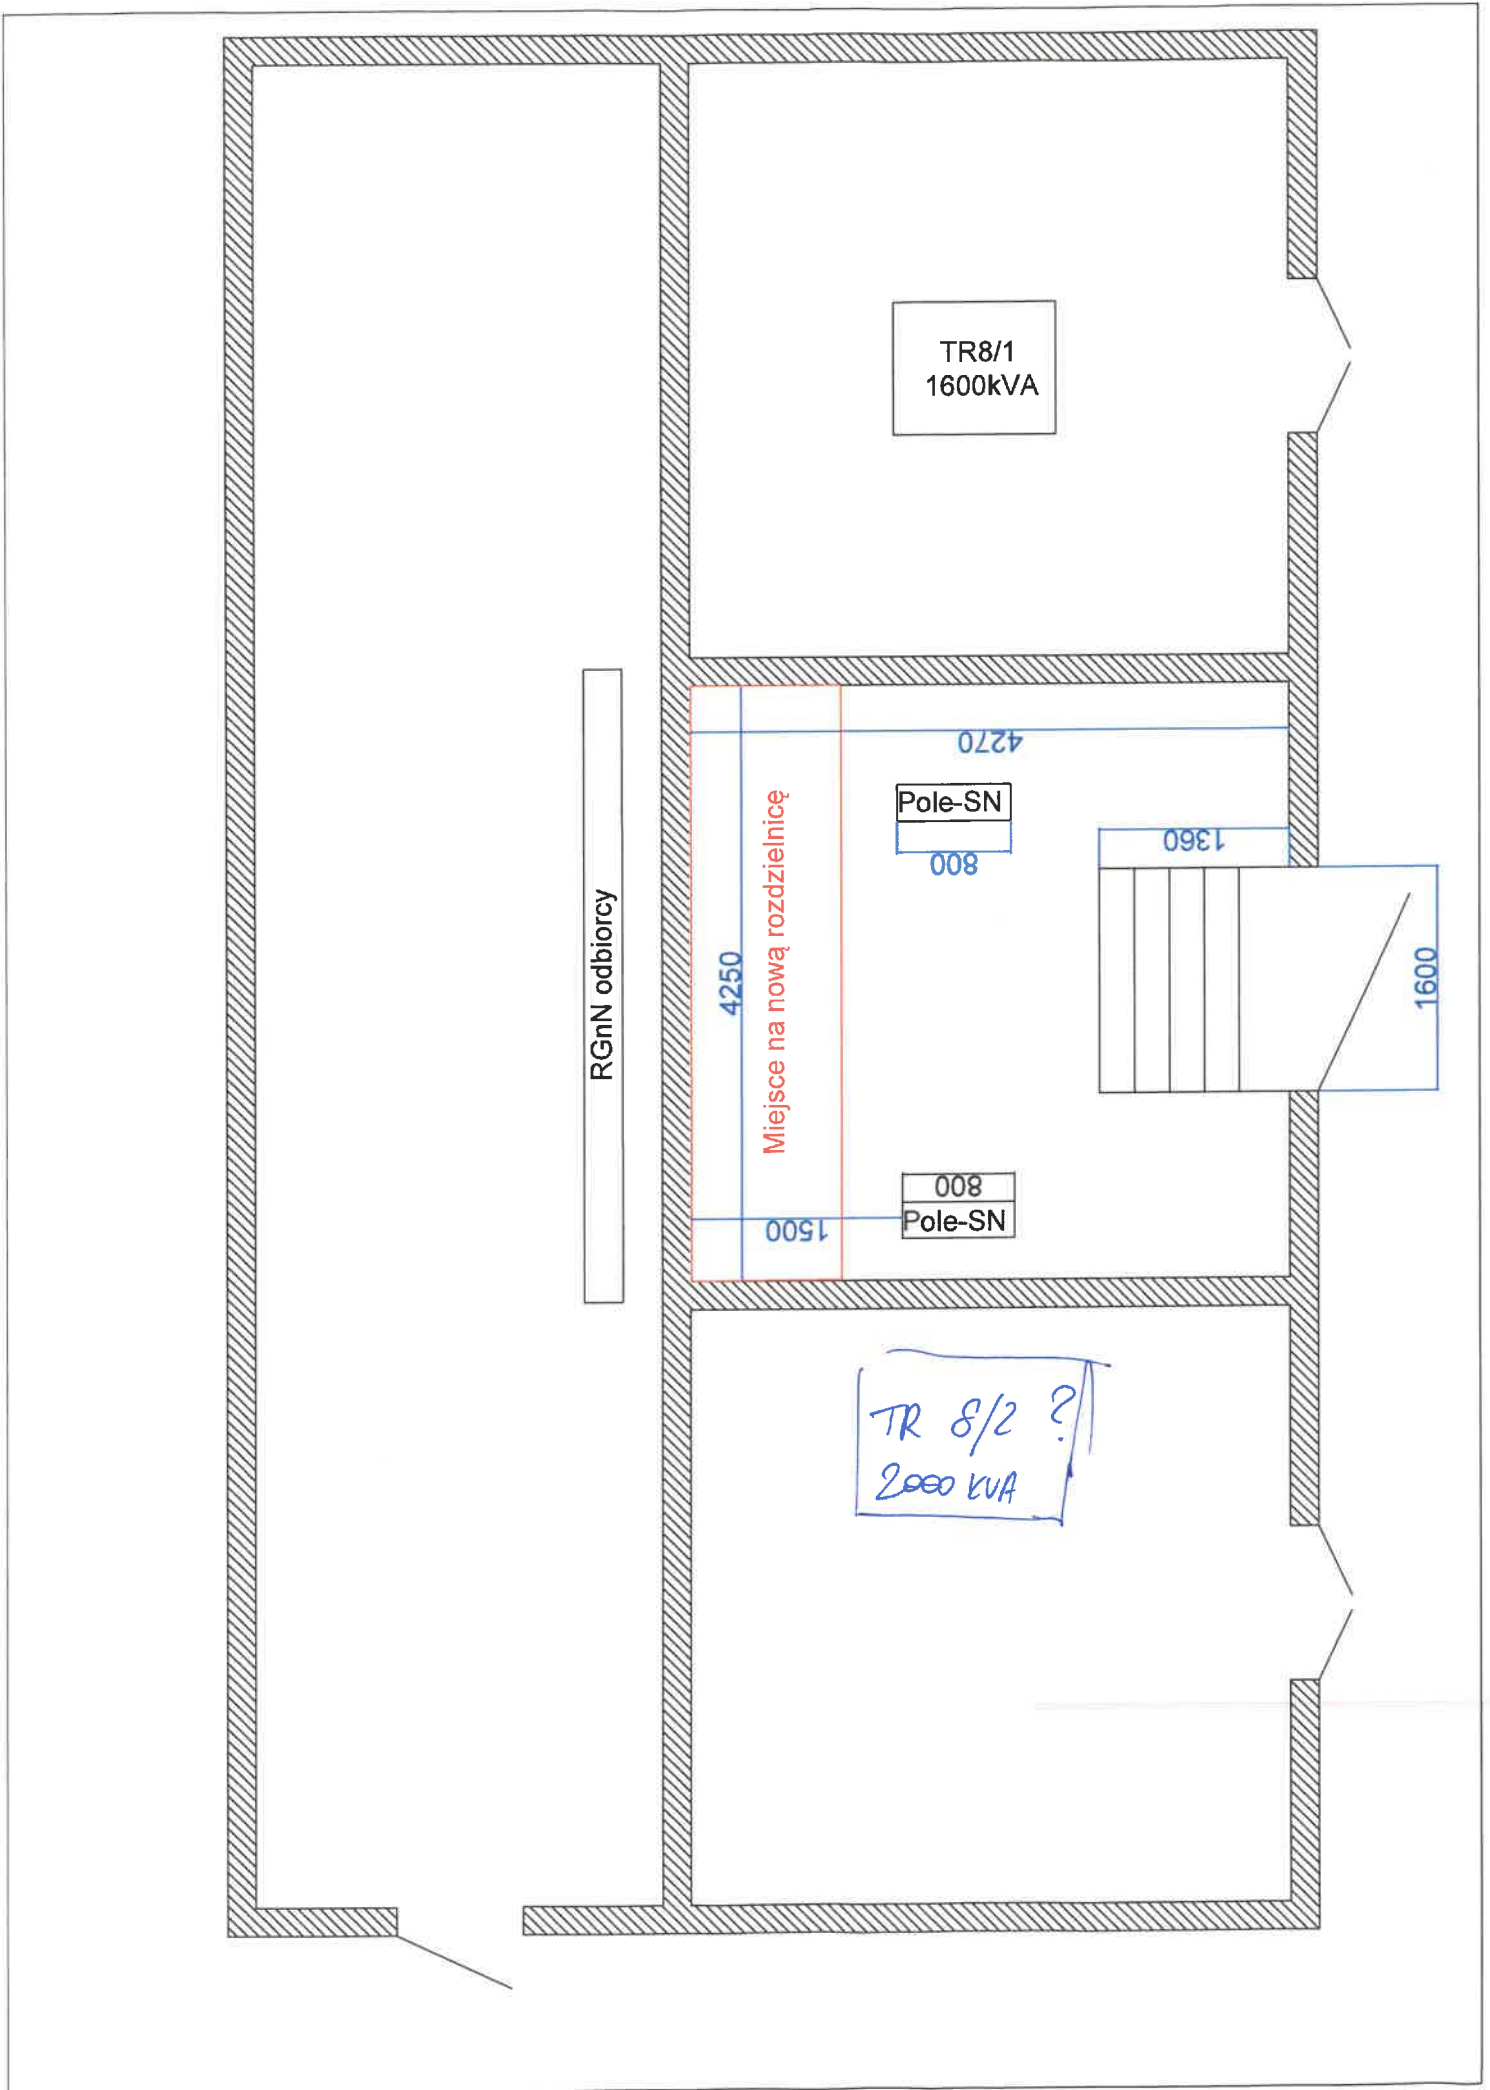 TR8/1
1600kVA
4270
Pole-SN
800
1360
RGnN odbiorcy
4250
Miejsce na nową rozdzielnicę
1600
800
Pole-SN
1500
TR 8/2 ?
2000 KVA